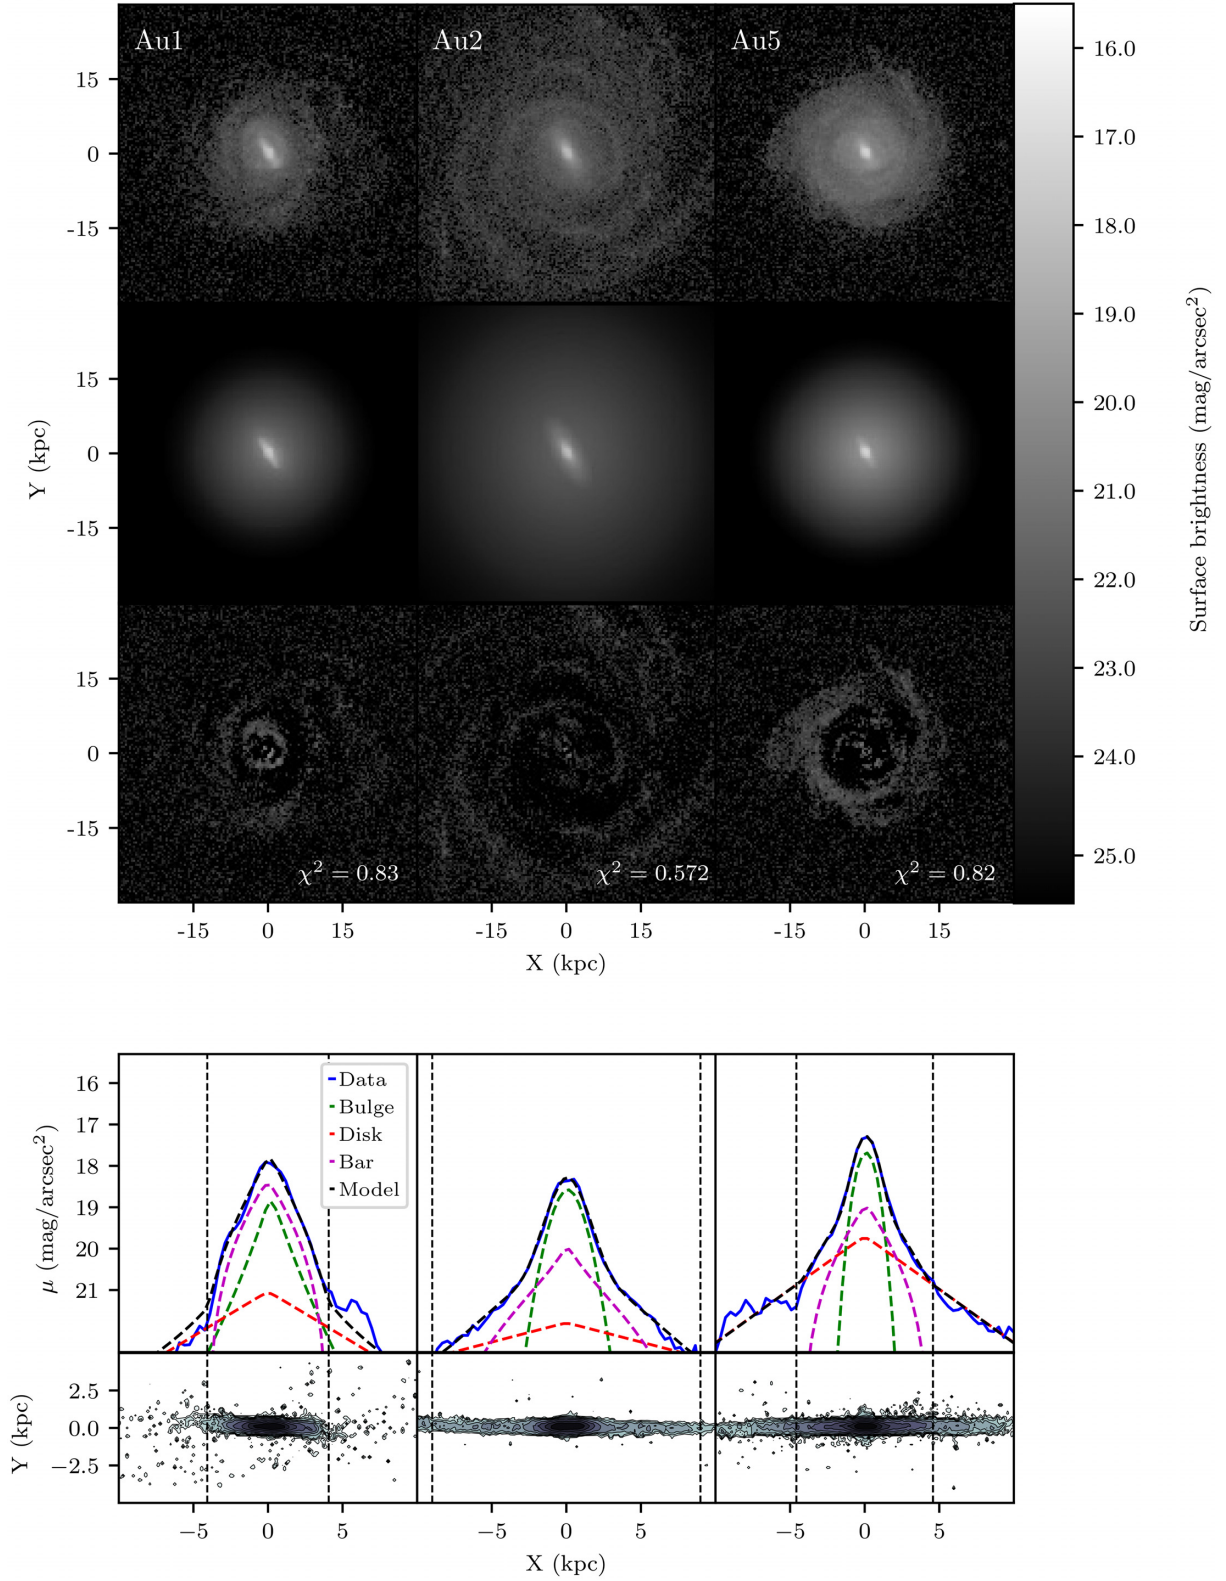 Au1 Au2 Au5
15
0
-15
15
0
-15
15
0
-15
Y (kpc)
χ² = 0.83 χ² = 0.572 χ² = 0.82
-15 0 15 -15 0 15 -15 0 15
X (kpc)
16.0
17.0
18.0
19.0
20.0
21.0
22.0
23.0
24.0
25.0
Surface brightness (mag/arcsec²)
16
17
18
19
20
21
μ (mag/arcsec²)
Data
Bulge
Disk
Bar
Model
2.5
0.0
−2.5
Y (kpc)
−5 0 5 −5 0 5 −5 0 5
X (kpc)